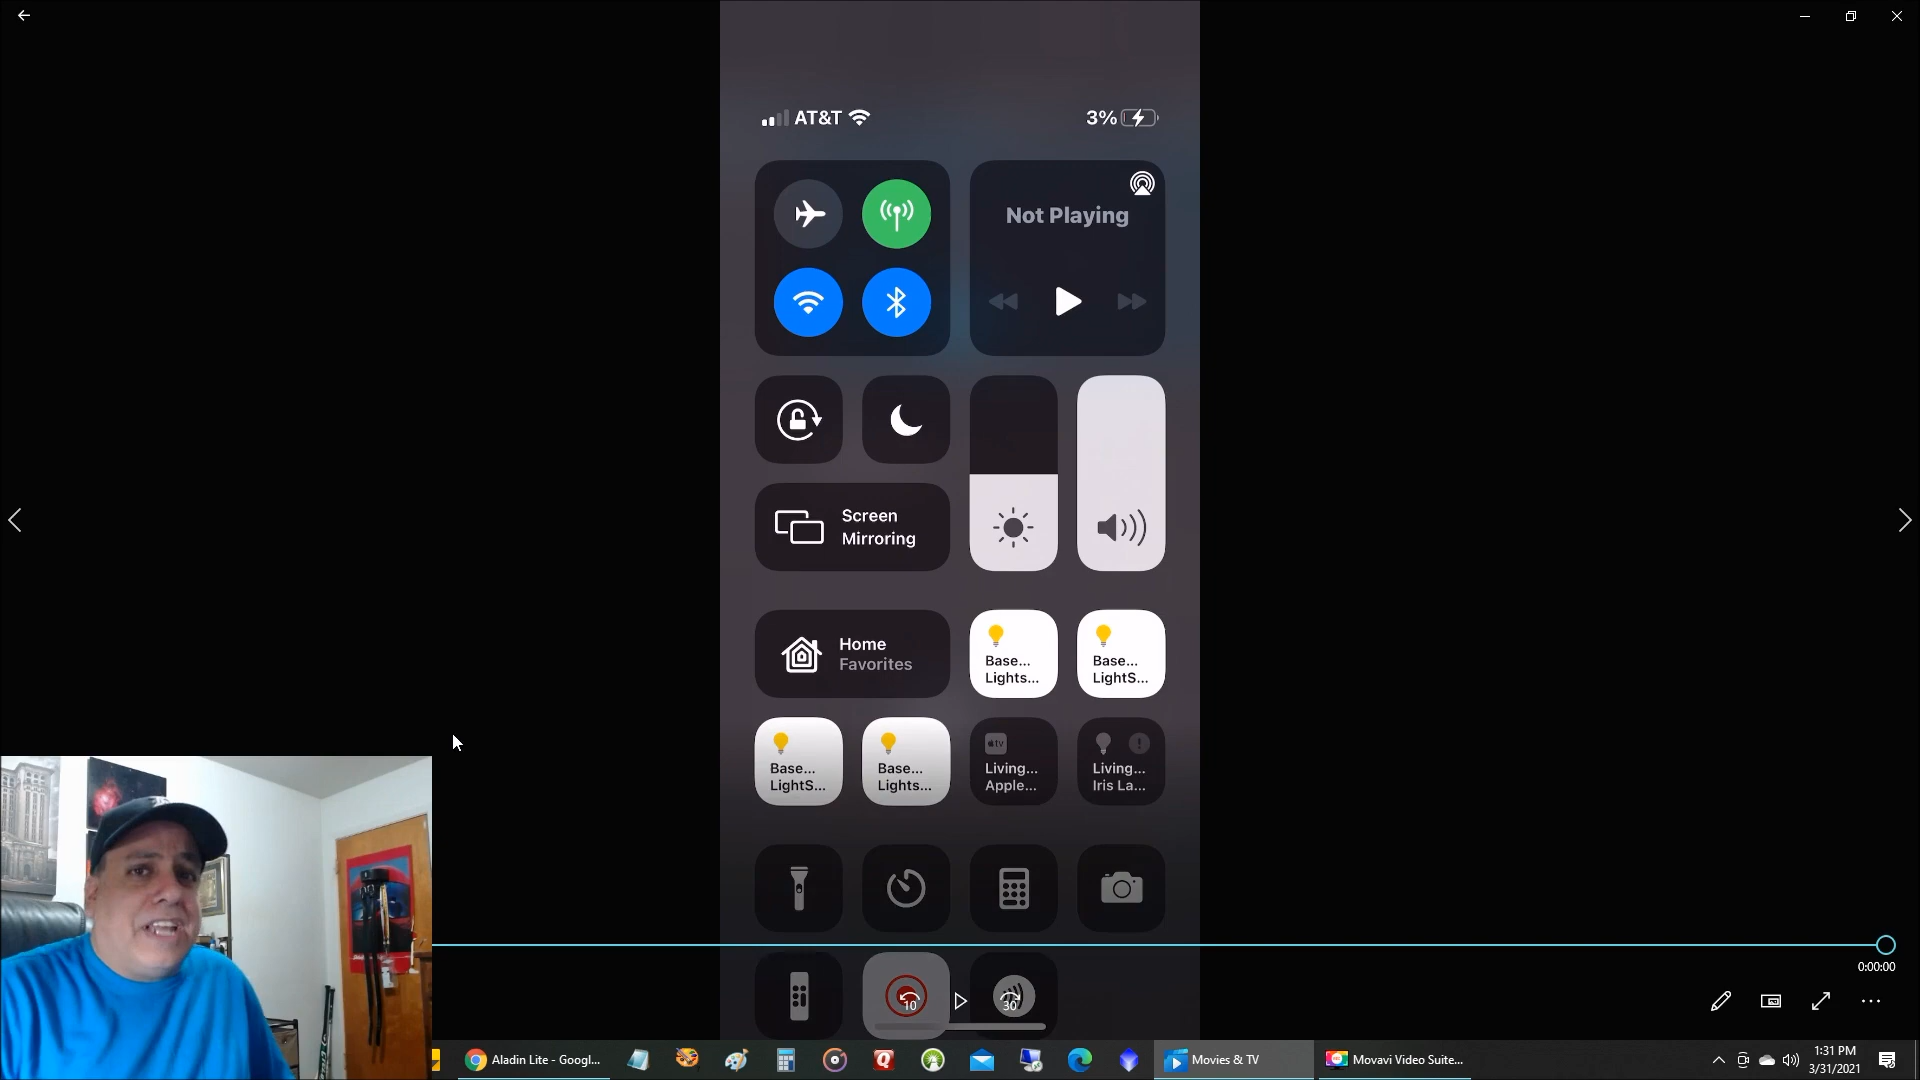 AT&T
3%
Not Playing
Screen
Mirroring
Home
Favorites
Base...
Lights...
Base...
LightS...
Base...
LightS...
Base...
Lights...
tv
Living...
Apple...
Living...
Iris La...
0:00:00
10
30
Aladin Lite - Googl...
Movies & TV
Movavi Video Suite...
1:31 PM
3/31/2021